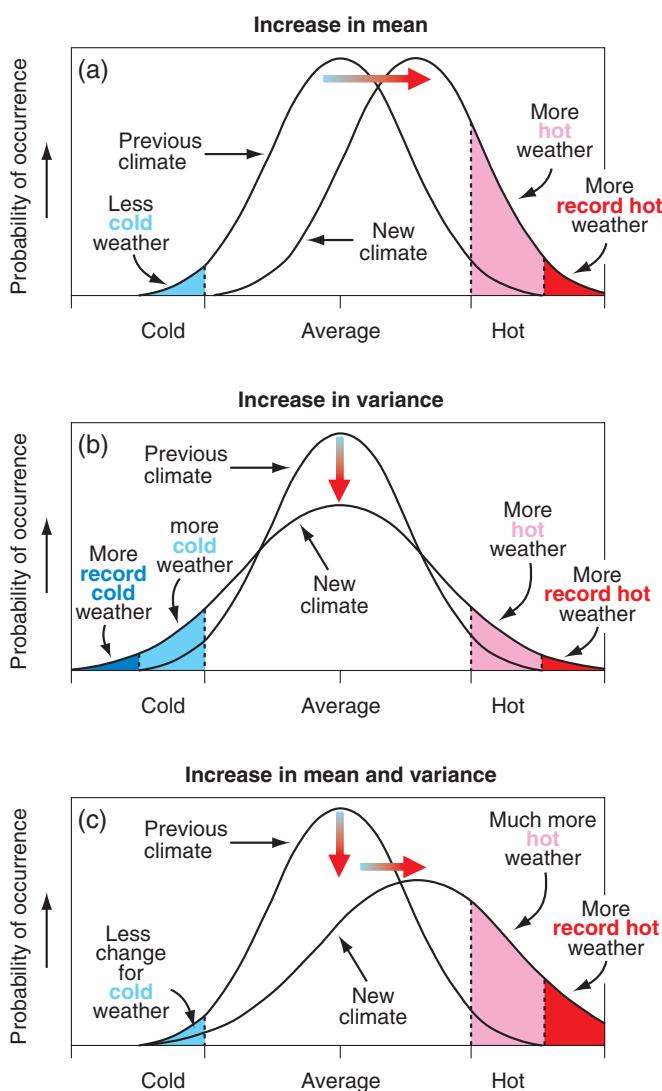 Increase in mean
(a)
Probability of occurrence
Previous
climate
Less
cold
weather
New
climate
More
hot
weather
More
record hot
weather
Cold
Average
Hot
Increase in variance
(b)
Probability of occurrence
Previous
climate
more
cold
weather
More
record
cold
weather
New
climate
More
hot
weather
More
record hot
weather
Cold
Average
Hot
Increase in mean and variance
(c)
Probability of occurrence
Previous
climate
Less
change
for
cold
weather
New
climate
Much more
hot
weather
More
record hot
weather
Cold
Average
Hot